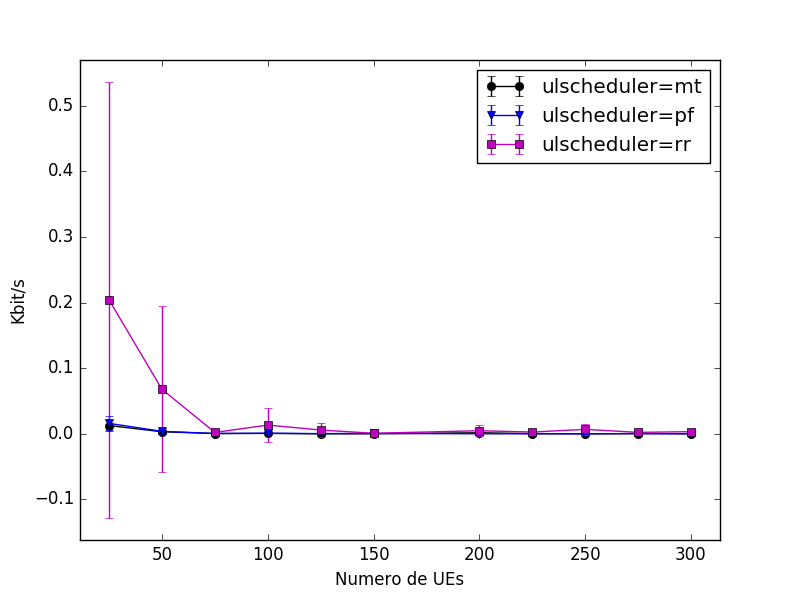 ulscheduler=mt
ulscheduler=pf
ulscheduler=rr
0.5
0.4
0.3
0.2
0.1
0.0
−0.1
Kbit/s
50 100 150 200 250 300
Numero de UEs